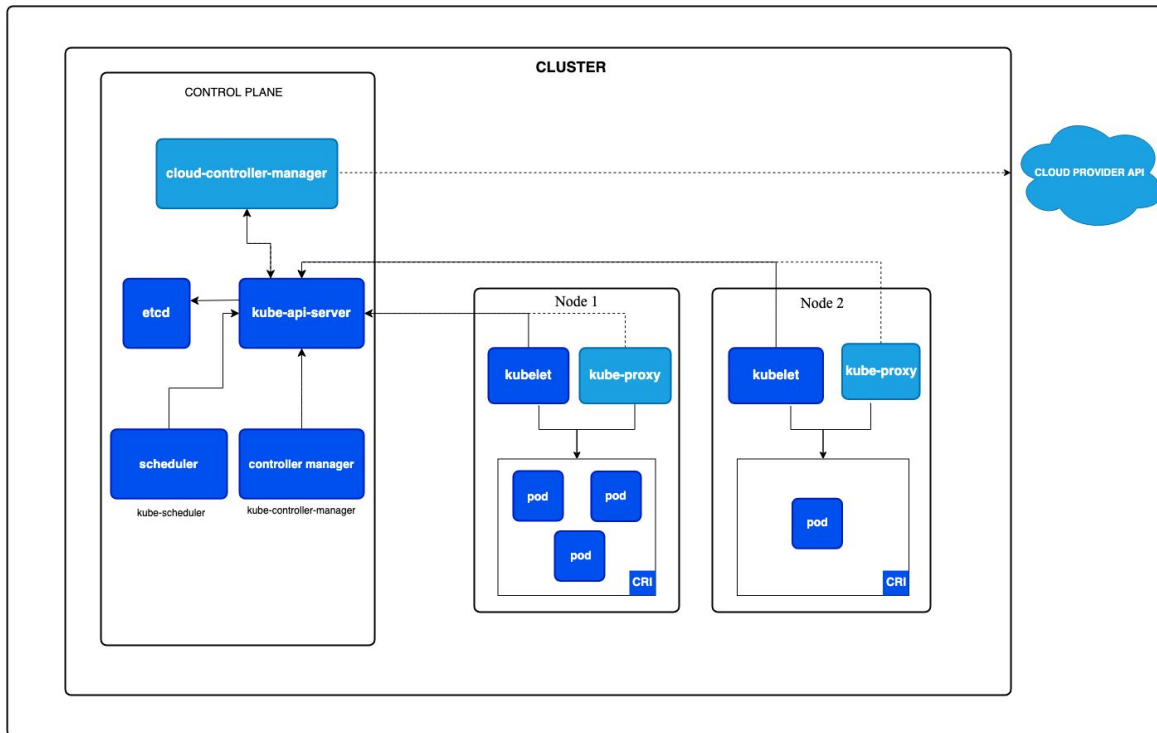 CLUSTER
CONTROL PLANE
cloud-controller-manager
CLOUD PROVIDER API
etcd
kube-api-server
Node 1
Node 2
kubelet
kube-proxy
kubelet
kube-proxy
scheduler
controller manager
kube-scheduler
kube-controller-manager
pod
pod
pod
CRI
pod
CRI